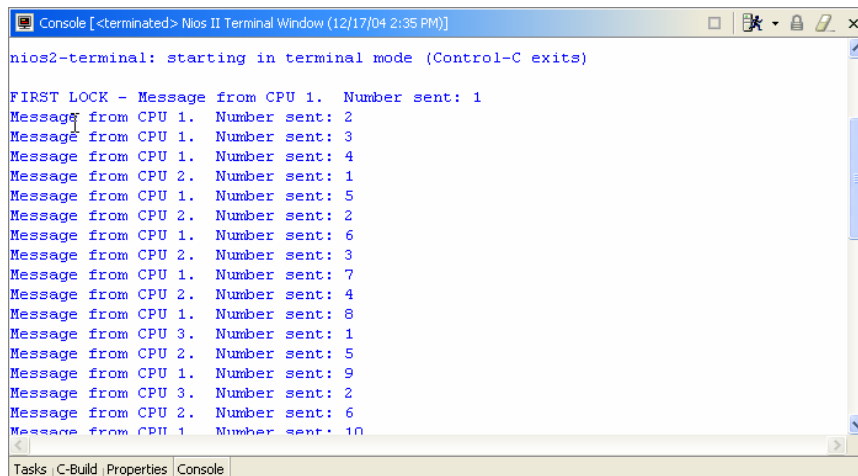 Console [<terminated> Nios II Terminal Window (12/17/04 2:35 PM)]
nios2-terminal: starting in terminal mode (Control-C exits)
FIRST LOCK - Message from CPU 1.  Number sent: 1
Message from CPU 1.  Number sent: 2
Message from CPU 1.  Number sent: 3
Message from CPU 1.  Number sent: 4
Message from CPU 2.  Number sent: 1
Message from CPU 1.  Number sent: 5
Message from CPU 2.  Number sent: 2
Message from CPU 1.  Number sent: 6
Message from CPU 2.  Number sent: 3
Message from CPU 1.  Number sent: 7
Message from CPU 2.  Number sent: 4
Message from CPU 1.  Number sent: 8
Message from CPU 3.  Number sent: 1
Message from CPU 2.  Number sent: 5
Message from CPU 1.  Number sent: 9
Message from CPU 3.  Number sent: 2
Message from CPU 2.  Number sent: 6
Message from CPU 1.  Number sent: 10
Tasks C-Build Properties Console